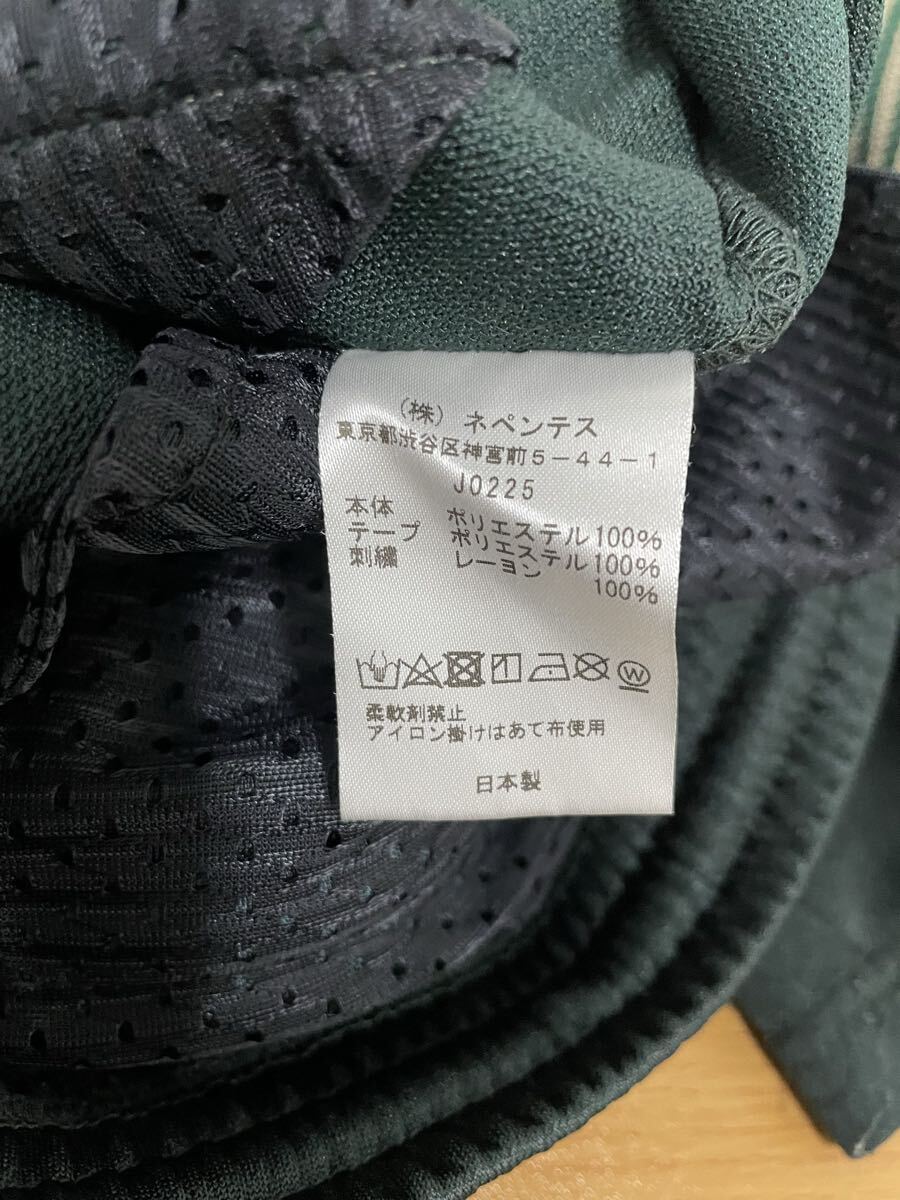 （株）ネペンテス
東京都渋谷区神宮前５－４４－１
J0225
本体 ポリエステル100%
テープ ポリエステル100%
刺繍 レーヨン 100%
W
柔軟剤禁止
アイロン掛けはあて布使用
日本製